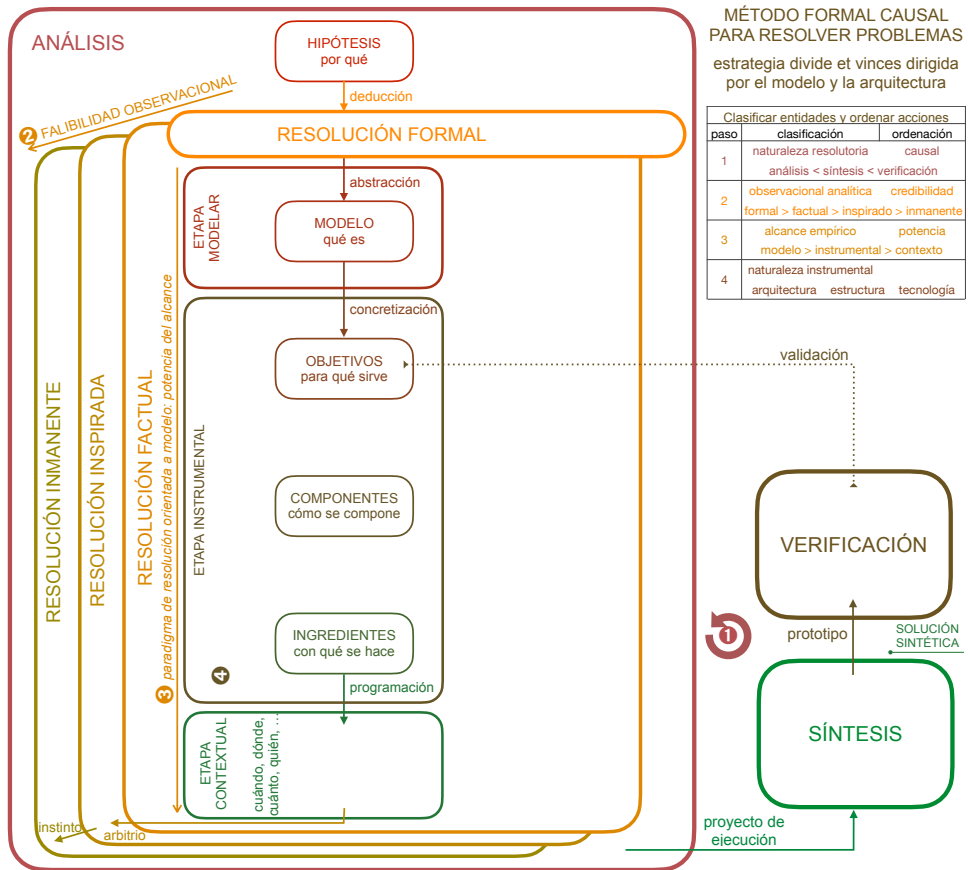 ANÁLISIS
HIPÓTESIS
por qué
deducción
❷ FALIBILIDAD OBSERVACIONAL
RESOLUCIÓN FORMAL
abstracción
ETAPA
MODELAR
MODELO
qué es
concretización
OBJETIVOS
para qué sirve
ETAPA INSTRUMENTAL
COMPONENTES
cómo se compone
INGREDIENTES
con qué se hace
❹
programación
ETAPA
CONTEXTUAL
cuándo, dónde,
cuánto, quién, …
❸ paradigma de resolución orientada a modelo: potencia del alcance
RESOLUCIÓN FACTUAL
RESOLUCIÓN INSPIRADA
RESOLUCIÓN INMANENTE
instinto
arbitrio
MÉTODO FORMAL CAUSAL
PARA RESOLVER PROBLEMAS
estrategia divide et vinces dirigida
por el modelo y la arquitectura
Clasificar entidades y ordenar acciones
paso clasificación ordenación
1 naturaleza resolutoria causal
análisis < síntesis < verificación
2 observacional analítica credibilidad
formal > factual > inspirado > inmanente
3 alcance empírico potencia
modelo > instrumental > contexto
4 naturaleza instrumental
arquitectura estructura tecnología
validación
VERIFICACIÓN
❶
prototipo
SOLUCIÓN
SINTÉTICA
SÍNTESIS
proyecto de
ejecución